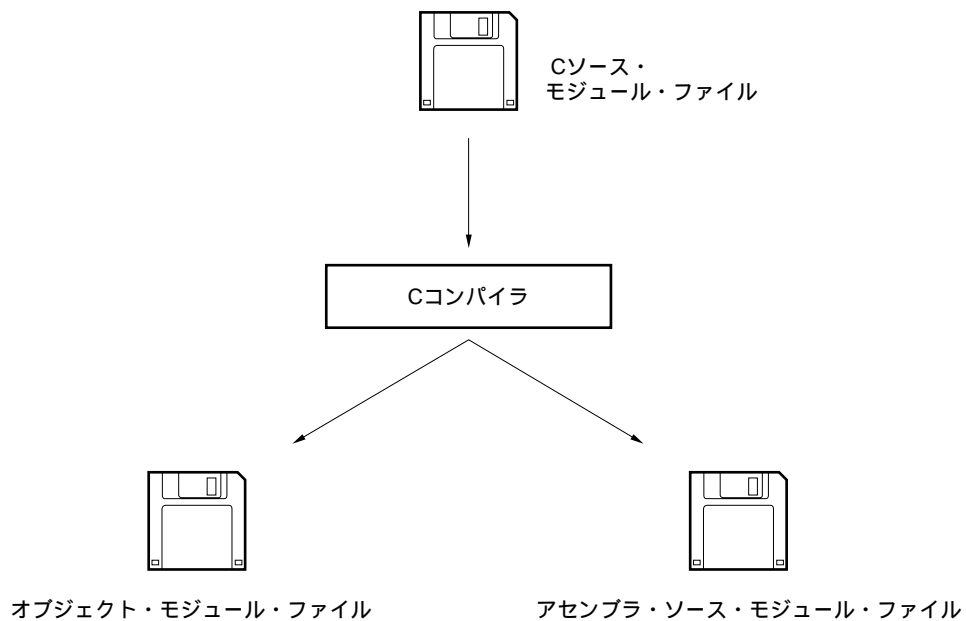 Cソース・
モジュール・ファイル
Cコンパイラ
オブジェクト・モジュール・ファイル
アセンブラ・ソース・モジュール・ファイル